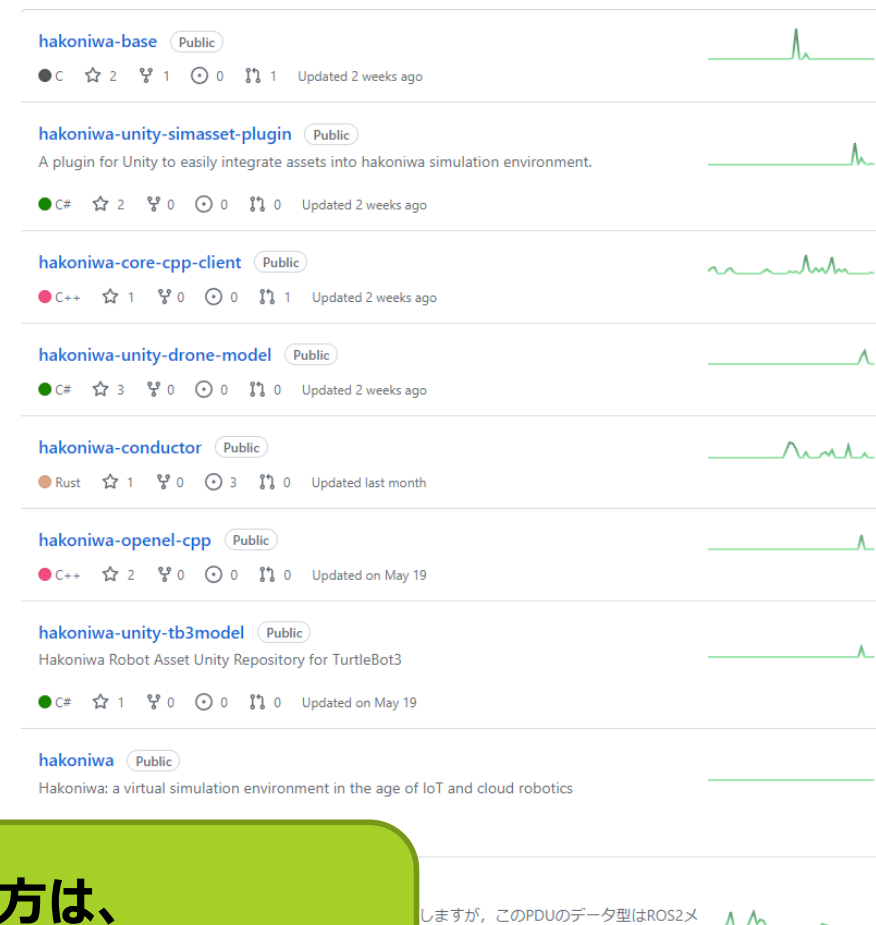 hakoniwa-base Public
C 2 1 0 1 Updated 2 weeks ago
hakoniwa-unity-simasset-plugin Public
A plugin for Unity to easily integrate assets into hakoniwa simulation environment.
C# 2 0 0 0 Updated 2 weeks ago
hakoniwa-core-cpp-client Public
C++ 1 0 0 1 Updated 2 weeks ago
hakoniwa-unity-drone-model Public
C# 3 0 0 0 Updated 2 weeks ago
hakoniwa-conductor Public
Rust 1 0 3 0 Updated last month
hakoniwa-openel-cpp Public
C++ 2 0 0 0 Updated on May 19
hakoniwa-unity-tb3model Public
Hakoniwa Robot Asset Unity Repository for TurtleBot3
C# 1 0 0 0 Updated on May 19
hakoniwa Public
Hakoniwa: a virtual simulation environment in the age of IoT and cloud robotics
方は、
しますが，このPDUのデータ型はROS2メ